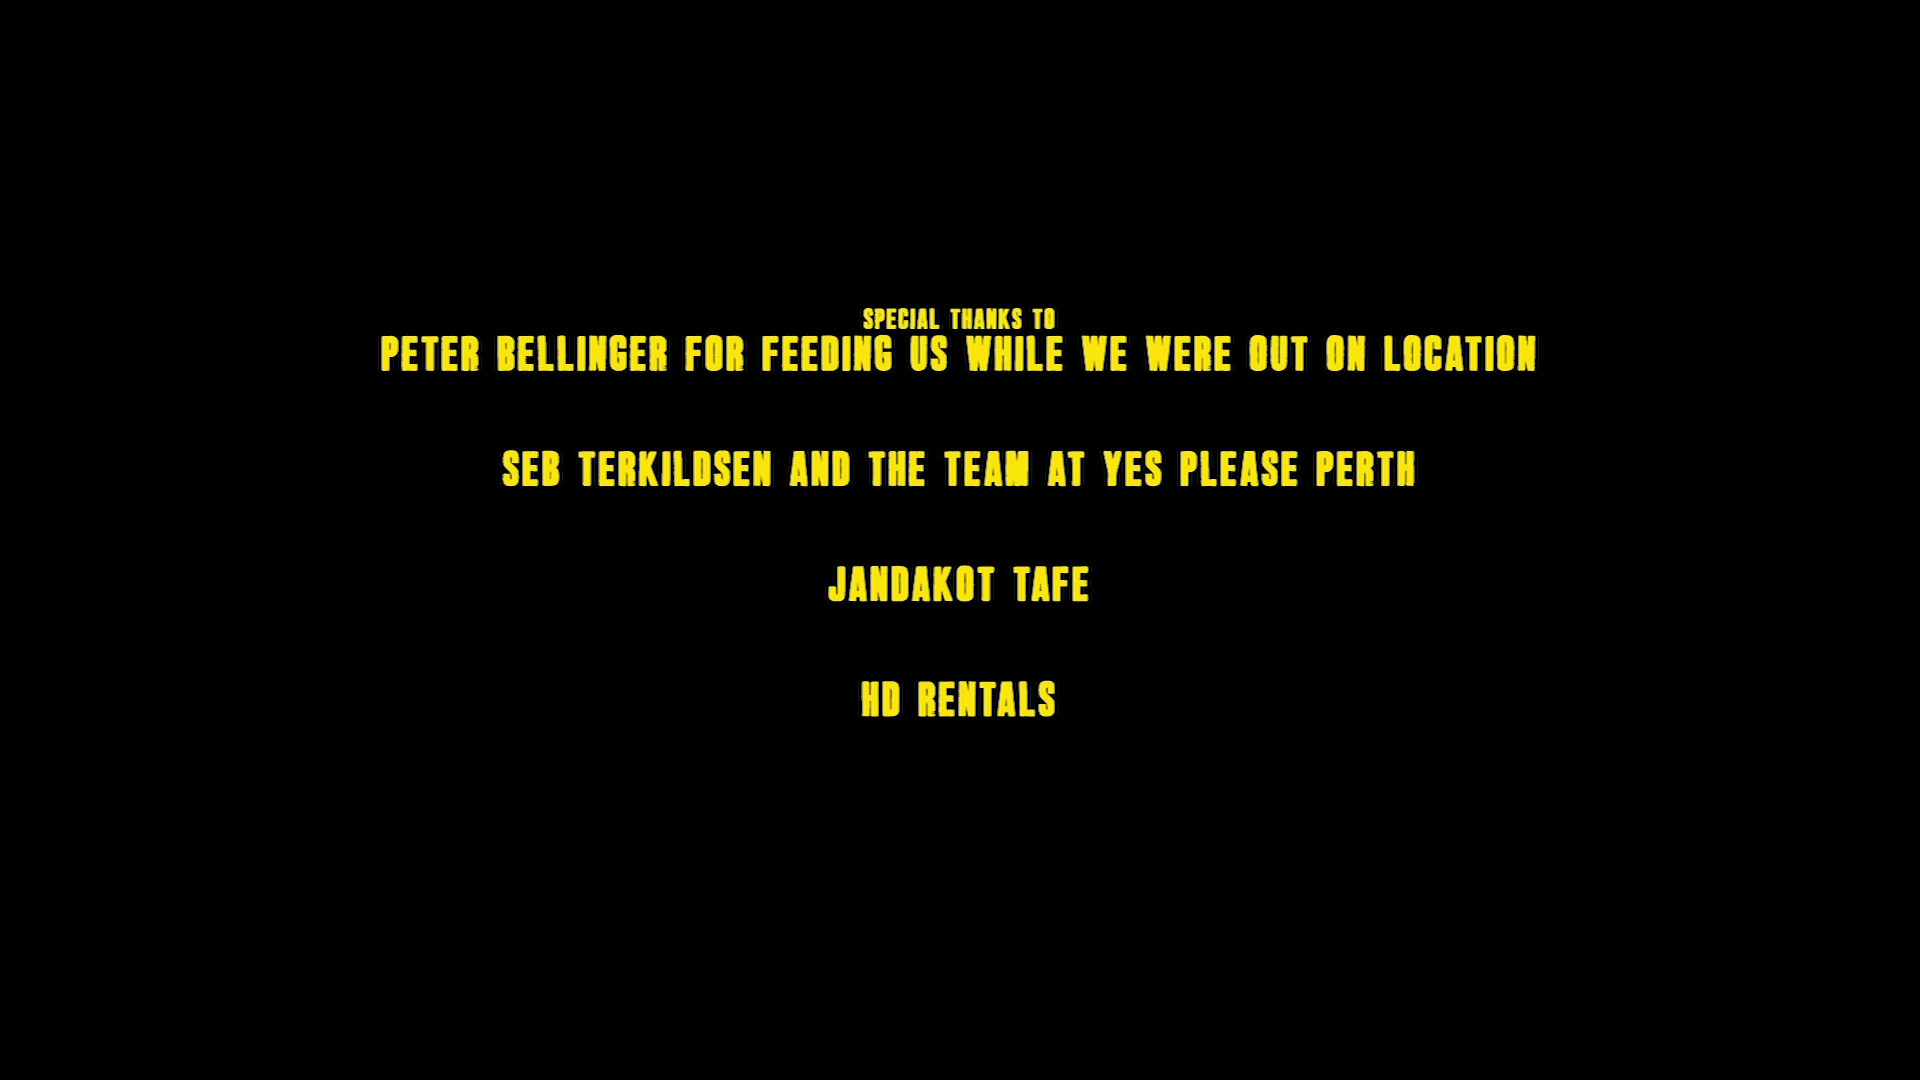 SPECIAL THANKS TO
PETER BELLINGER FOR FEEDING US WHILE WE WERE OUT ON LOCATION
SEB TERKILDSEN AND THE TEAM AT YES PLEASE PERTH
JANDAKOT TAFE
HD RENTALS